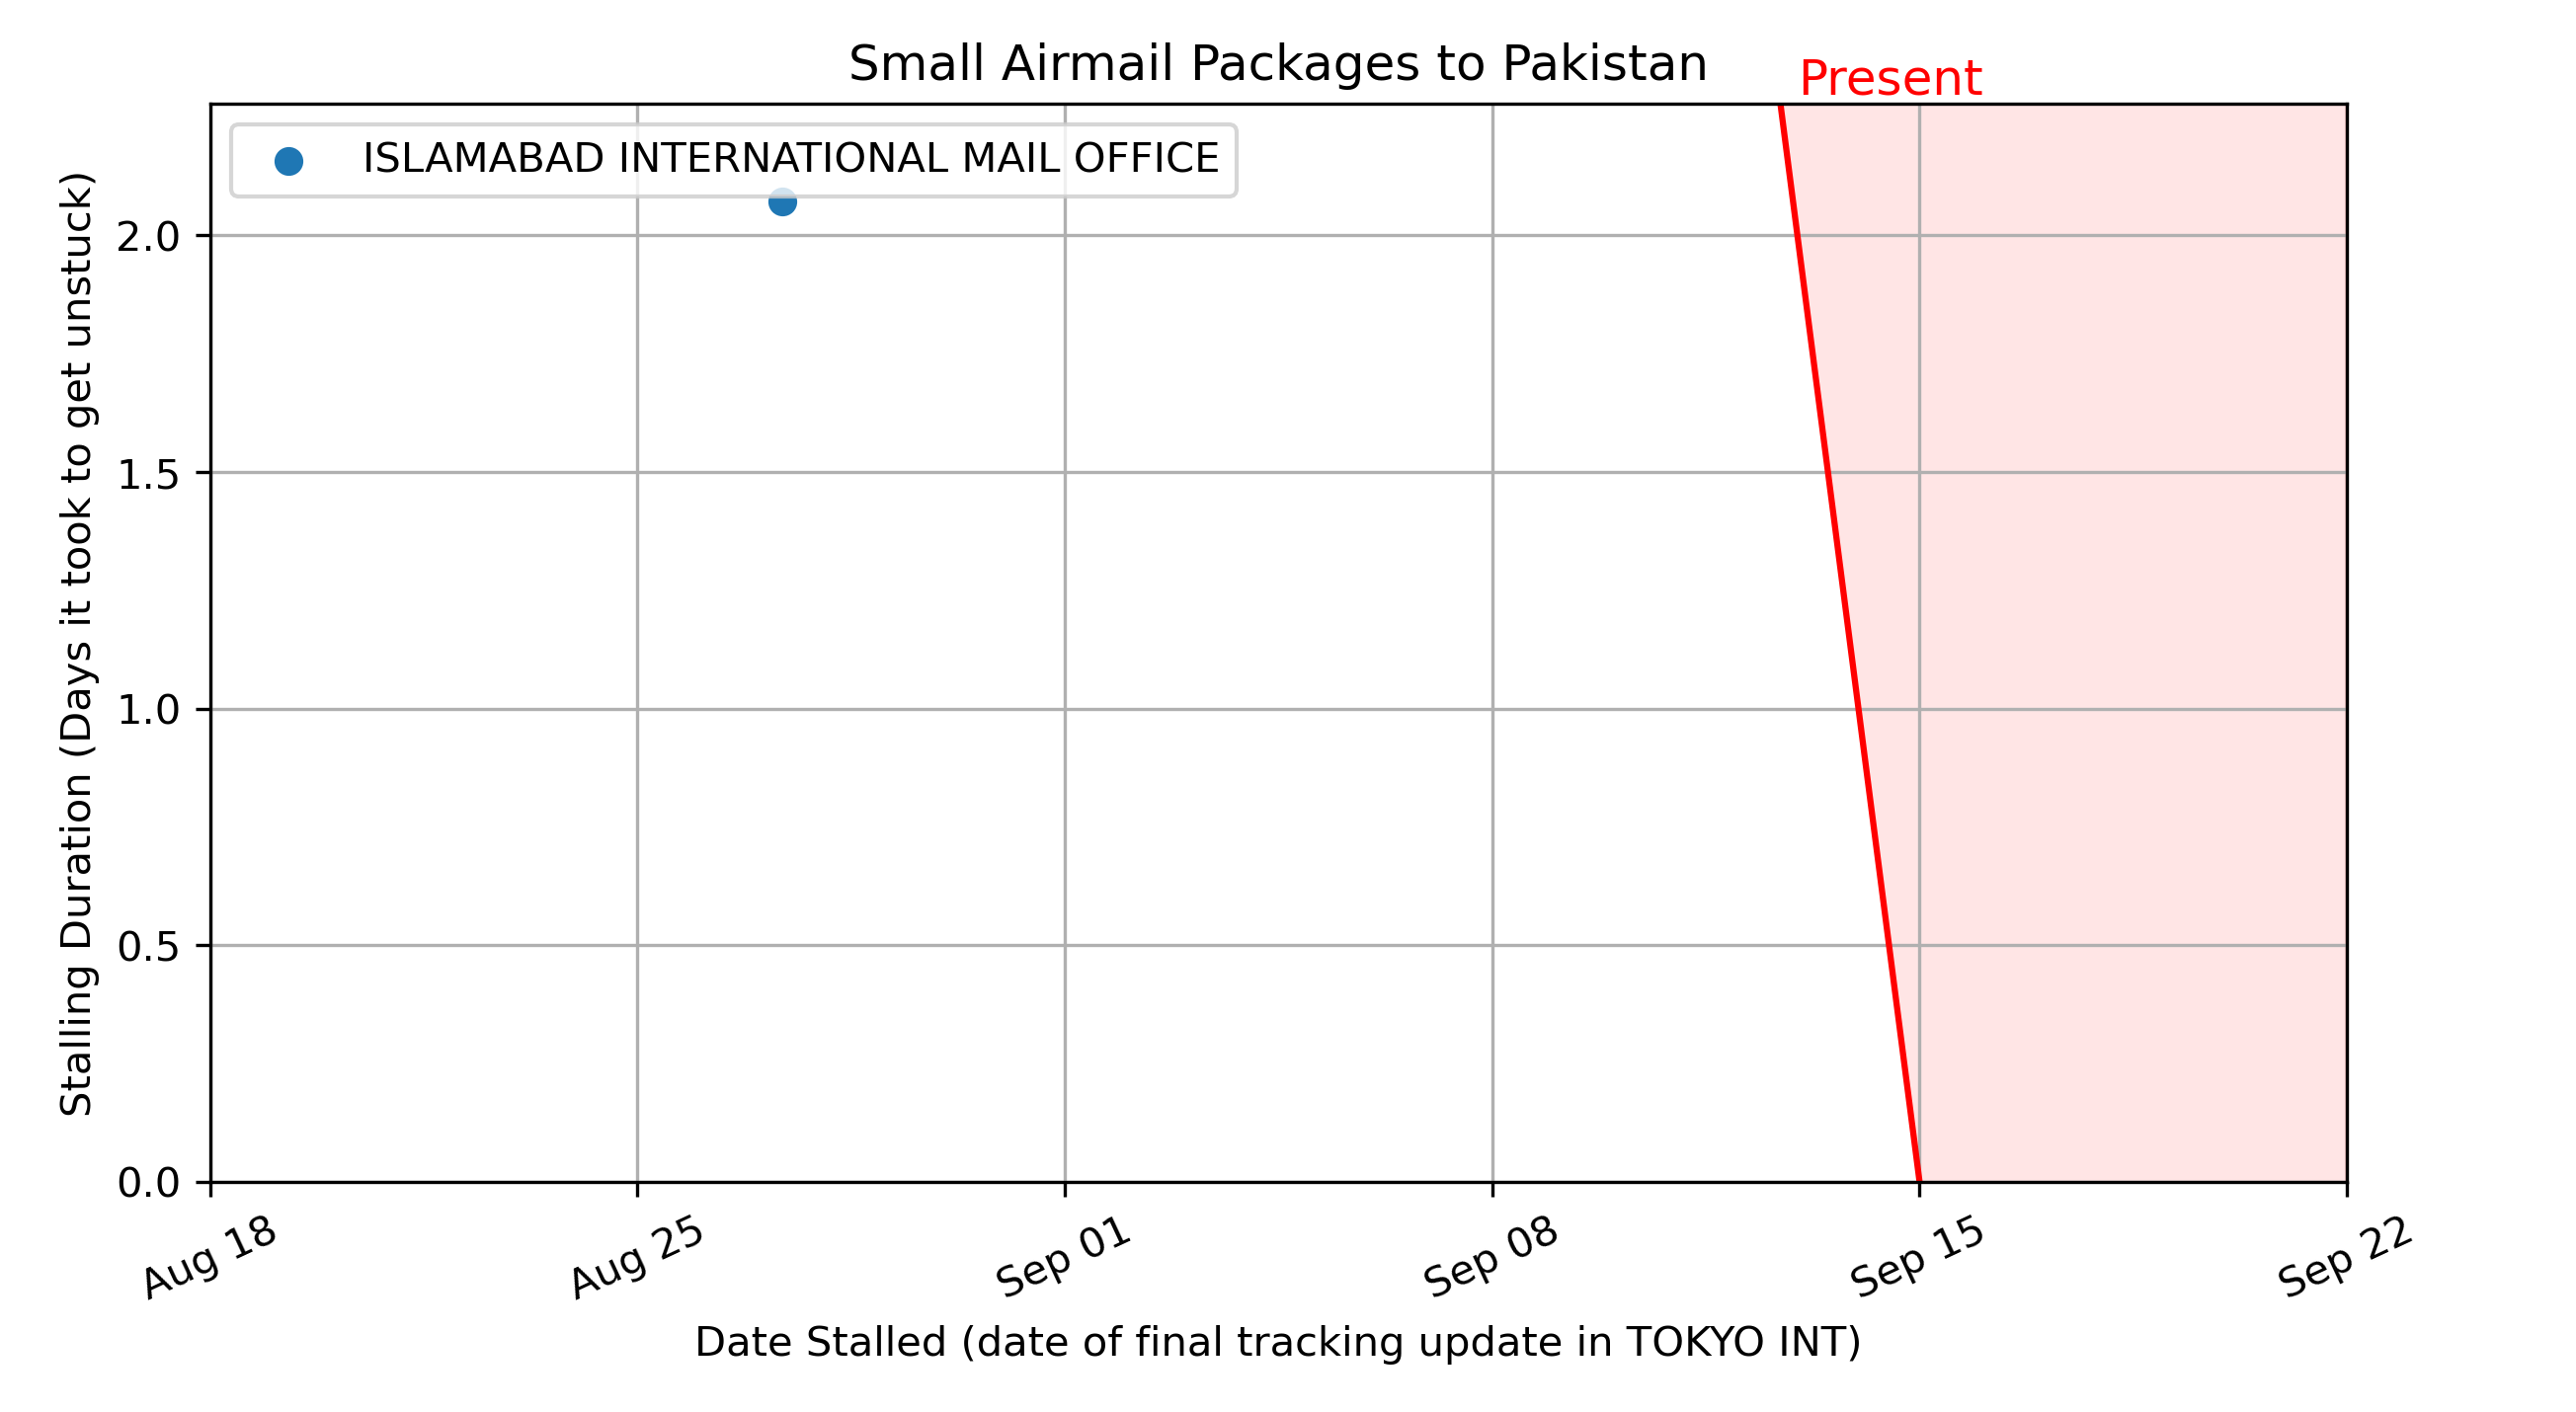 Small Airmail Packages to Pakistan
Present
ISLAMABAD INTERNATIONAL MAIL OFFICE
Stalling Duration (Days it took to get unstuck)
2.0
1.5
1.0
0.5
0.0
Aug 18
Aug 25
Sep 01
Sep 08
Sep 15
Sep 22
Date Stalled (date of final tracking update in TOKYO INT)